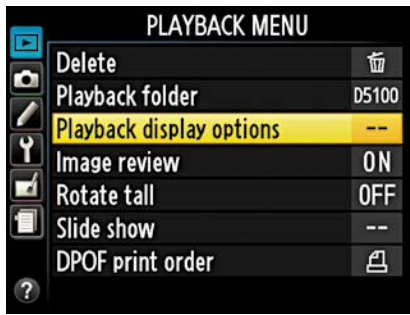 PLAYBACK MENU
Delete
Playback folder D5100
Playback display options --
Image review ON
Rotate tall OFF
Slide show --
DPOF print order
?